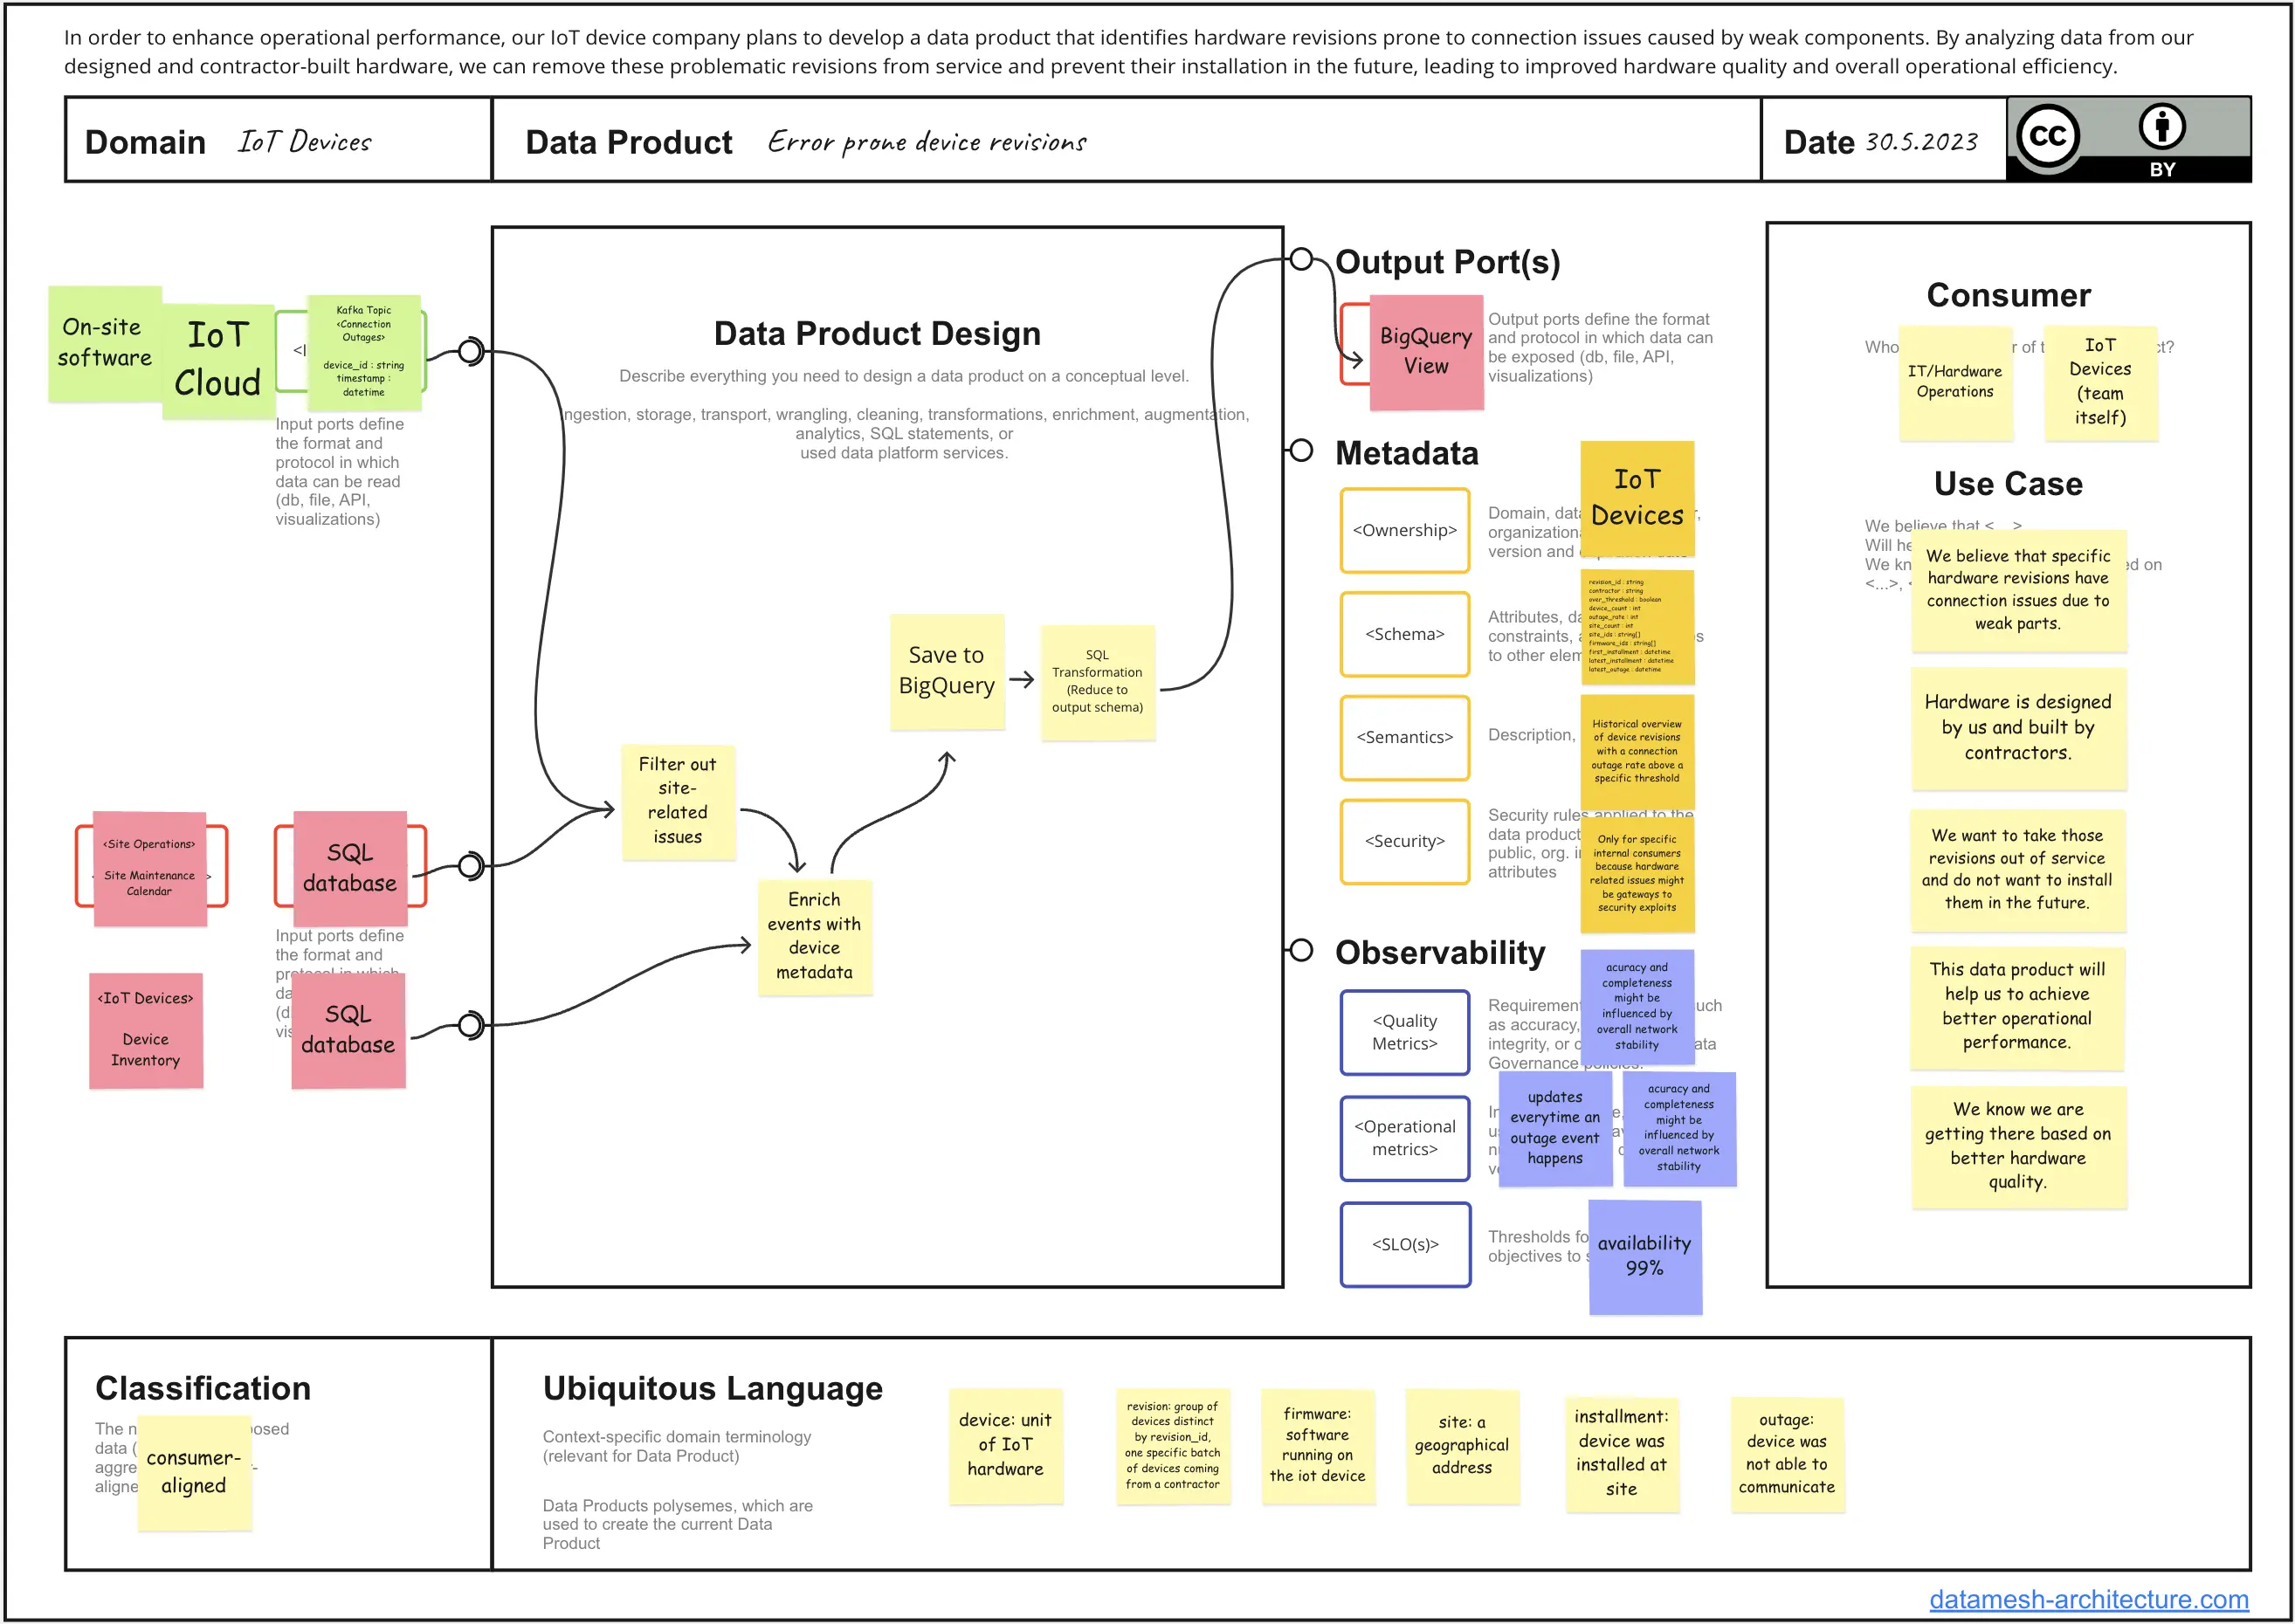 In order to enhance operational performance, our IoT device company plans to develop a data product that identifies hardware revisions prone to connection issues caused by weak components. By analyzing data from our
designed and contractor-built hardware, we can remove these problematic revisions from service and prevent their installation in the future, leading to improved hardware quality and overall operational efficiency.
Domain IoT Devices
Data Product Error prone device revisions
Date 30.5.2023
CC
BY
On-site
software
IoT
Cloud
<I
Kafka Topic
<Connection
Outages>
device_id : string
timestamp :
datetime
Input ports define
the format and
protocol in which
data can be read
(db, file, API,
visualizations)
<Site Operations>
Site Maintenance
Calendar
SQL
database
Input ports define
the format and
protocol in which
da
(d
vis
<IoT Devices>
Device
Inventory
SQL
database
Data Product Design
Describe everything you need to design a data product on a conceptual level.
ngestion, storage, transport, wrangling, cleaning, transformations, enrichment, augmentation,
analytics, SQL statements, or
used data platform services.
Filter out
site-
related
issues
Enrich
events with
device
metadata
Save to
BigQuery
SQL
Transformation
(Reduce to
output schema)
Output Port(s)
BigQuery
View
Output ports define the format
and protocol in which data can
be exposed (db, file, API,
visualizations)
Metadata
<Ownership>
Domain, data
organization
version and
IoT
Devices
<Schema>
Attributes, da
constraints, a s
to other elem
revision_id : string
contractor : string
over_threshold : boolean
device_count : int
outage_rate : int
site_count : int
site_ids : string[]
firmware_ids : string[]
first_installment : datetime
latest_installment : datetime
latest_outage : datetime
<Semantics>
Description,
Historical overview
of device revisions
with a connection
outage rate above a
specific threshold
<Security>
Security rules applied to the
data product
public, org. i
attributes
Only for specific
internal consumers
because hardware
related issues might
be gateways to
security exploits
Observability
<Quality
Metrics>
Requirement uch
as accuracy,
integrity, or c ata
Governance policies.
acuracy and
completeness
might be
influenced by
overall network
stability
<Operational
metrics>
updates
everytime an
outage event
happens
acuracy and
completeness
might be
influenced by
overall network
stability
<SLO(s)>
Thresholds fo
objectives to s
availability
99%
Consumer
Who r of t ct?
IT/Hardware
Operations
IoT
Devices
(team
itself)
Use Case
We believe that <...>
Will he
We kn ed on
<...>, <
We believe that specific
hardware revisions have
connection issues due to
weak parts.
Hardware is designed
by us and built by
contractors.
We want to take those
revisions out of service
and do not want to install
them in the future.
This data product will
help us to achieve
better operational
performance.
We know we are
getting there based on
better hardware
quality.
Classification
The n osed
data (
aggre r-
aligne
consumer-
aligned
Ubiquitous Language
Context-specific domain terminology
(relevant for Data Product)
Data Products polysemes, which are
used to create the current Data
Product
device: unit
of IoT
hardware
revision: group of
devices distinct
by revision_id,
one specific batch
of devices coming
from a contractor
firmware:
software
running on
the iot device
site: a
geographical
address
installment:
device was
installed at
site
outage:
device was
not able to
communicate
datamesh-architecture.com